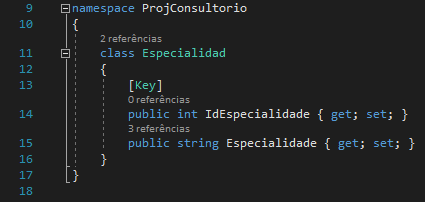 9 namespace ProjConsultorio
10 {
2 referências
11 class Especialidad
12 {
13 [Key]
0 referências
14 public int IdEspecialidade { get; set; }
3 referências
15 public string Especialidade { get; set; }
16 }
17 }
18